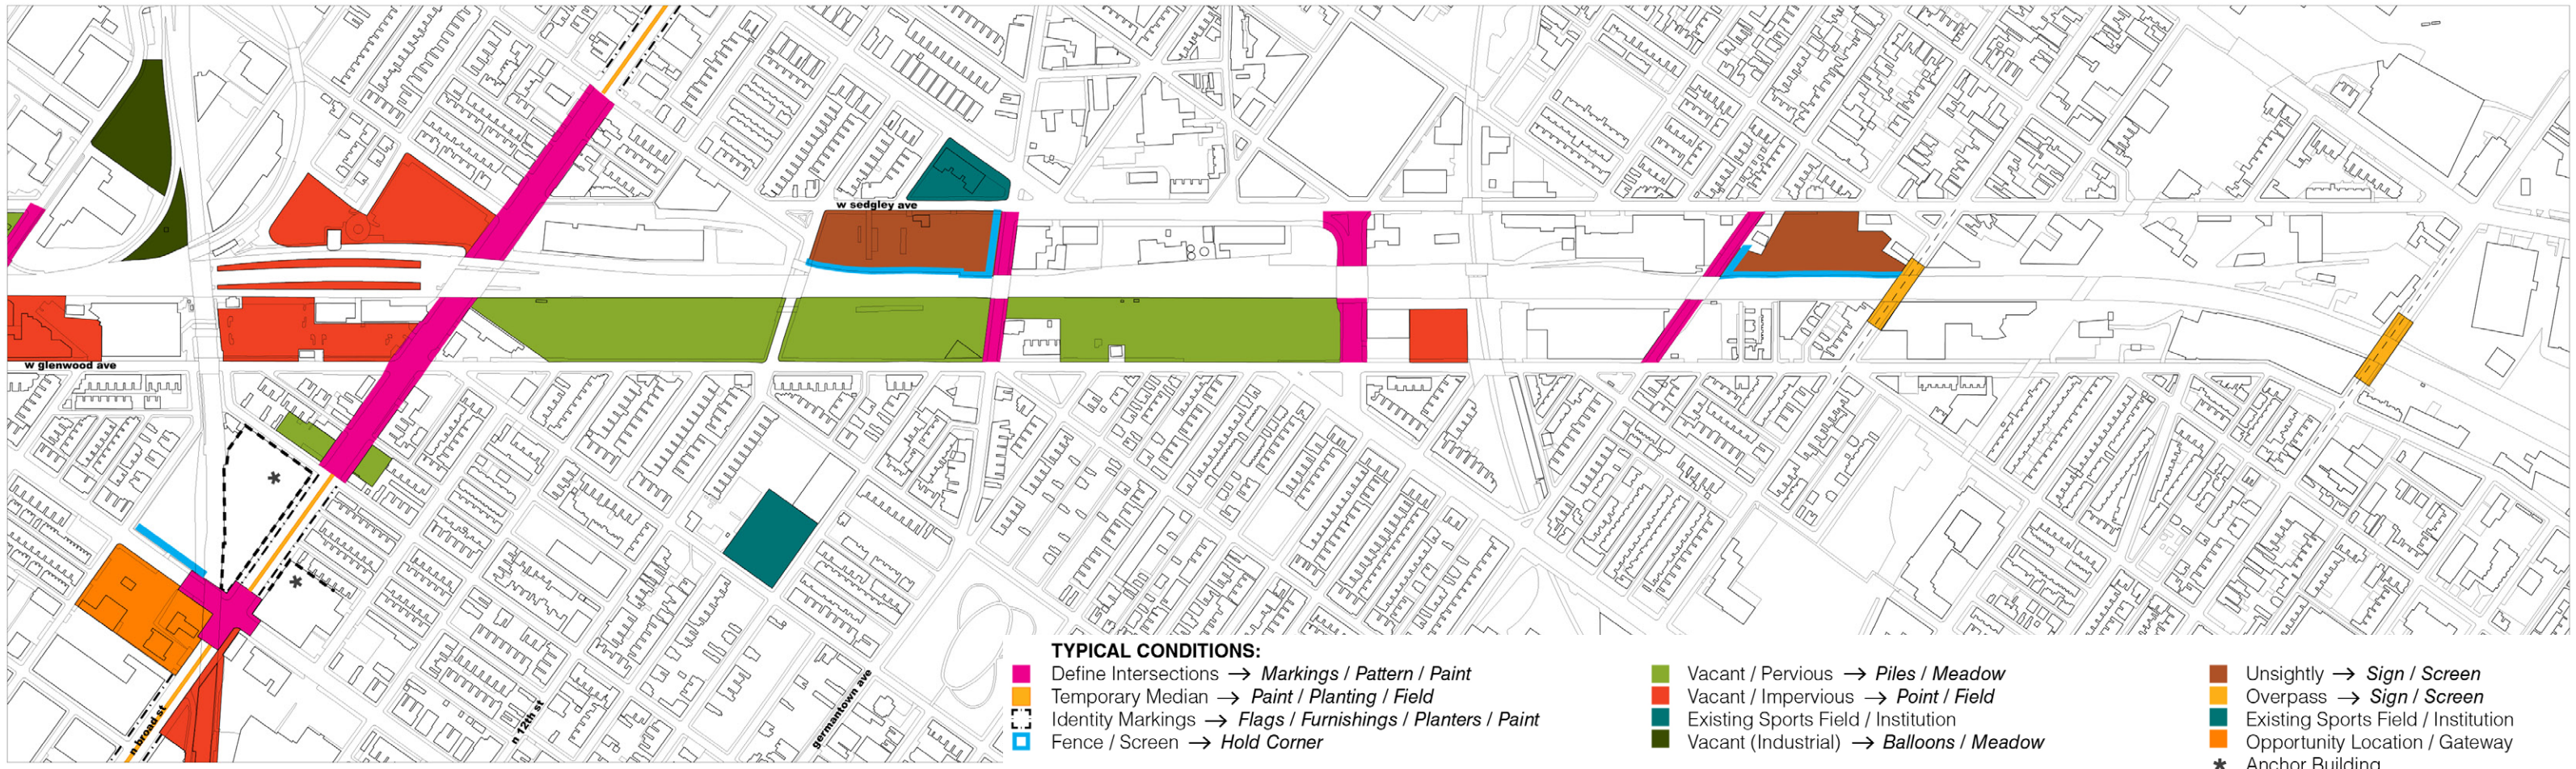 w sedgley ave
w glenwood ave
n broad st
n 12th st
germantown ave
TYPICAL CONDITIONS:
Define Intersections → Markings / Pattern / Paint
Temporary Median → Paint / Planting / Field
Identity Markings → Flags / Furnishings / Planters / Paint
Fence / Screen → Hold Corner
Vacant / Pervious → Piles / Meadow
Vacant / Impervious → Point / Field
Existing Sports Field / Institution
Vacant (Industrial) → Balloons / Meadow
Unsightly → Sign / Screen
Overpass → Sign / Screen
Existing Sports Field / Institution
Opportunity Location / Gateway
* Anchor Building